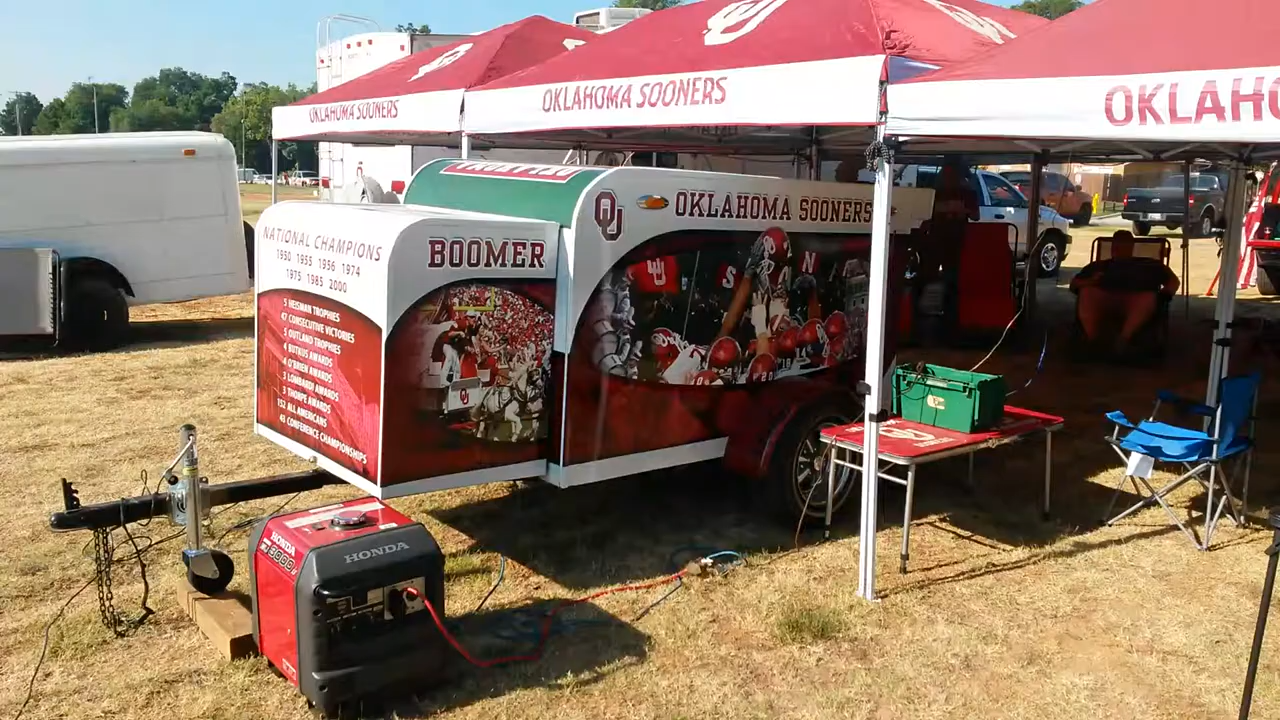 OKLAHOMA SOONERS
OKLAHOMA SOONERS
OKLAHO
NATIONAL CHAMPIONS
1950 1955 1956 1974
1975 1985 2000
5 HEISMAN TROPHIES
47 CONSECUTIVE VICTORIES
5 OUTLAND TROPHIES
4 BUTKUS AWARDS
4 O'BRIEN AWARDS
3 LOMBARDI AWARDS
3 THORPE AWARDS
152 ALL AMERICANS
43 CONFERENCE CHAMPIONSHIPS
BOOMER
OU
OKLAHOMA SOONERS
HONDA
HONDA